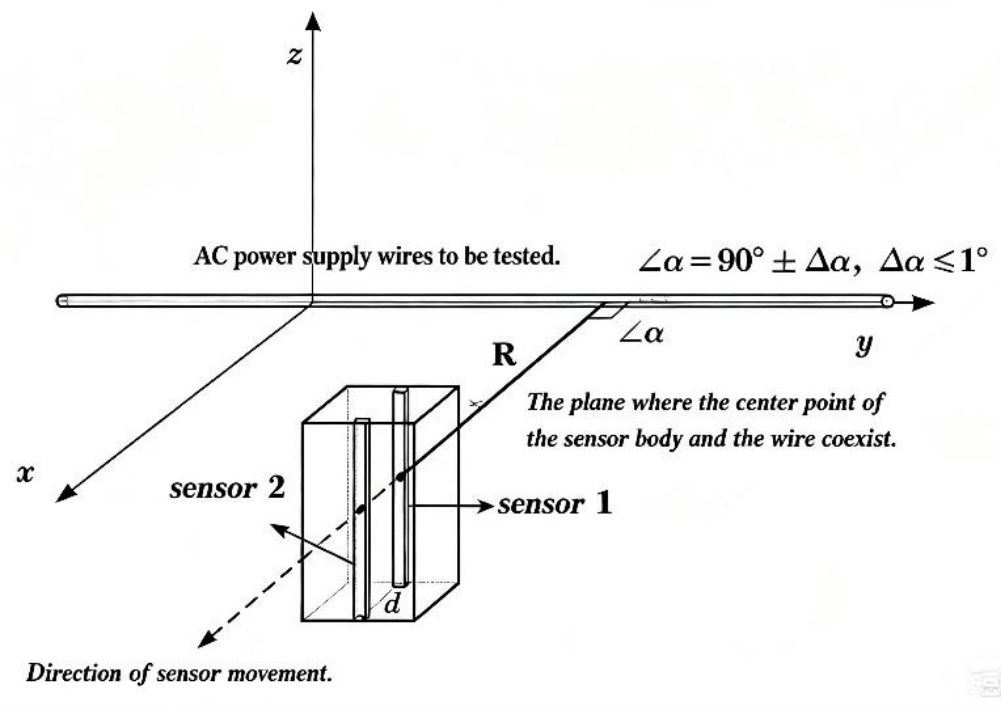 z
AC power supply wires to be tested.
∠α = 90° ± Δα, Δα ⩽ 1°
∠α
y
R
The plane where the center point of
the sensor body and the wire coexist.
x
sensor 2
sensor 1
d
Direction of sensor movement.